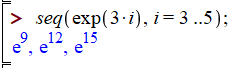 > seq(exp(3·i), i = 3 ..5);
e^9, e^12, e^15